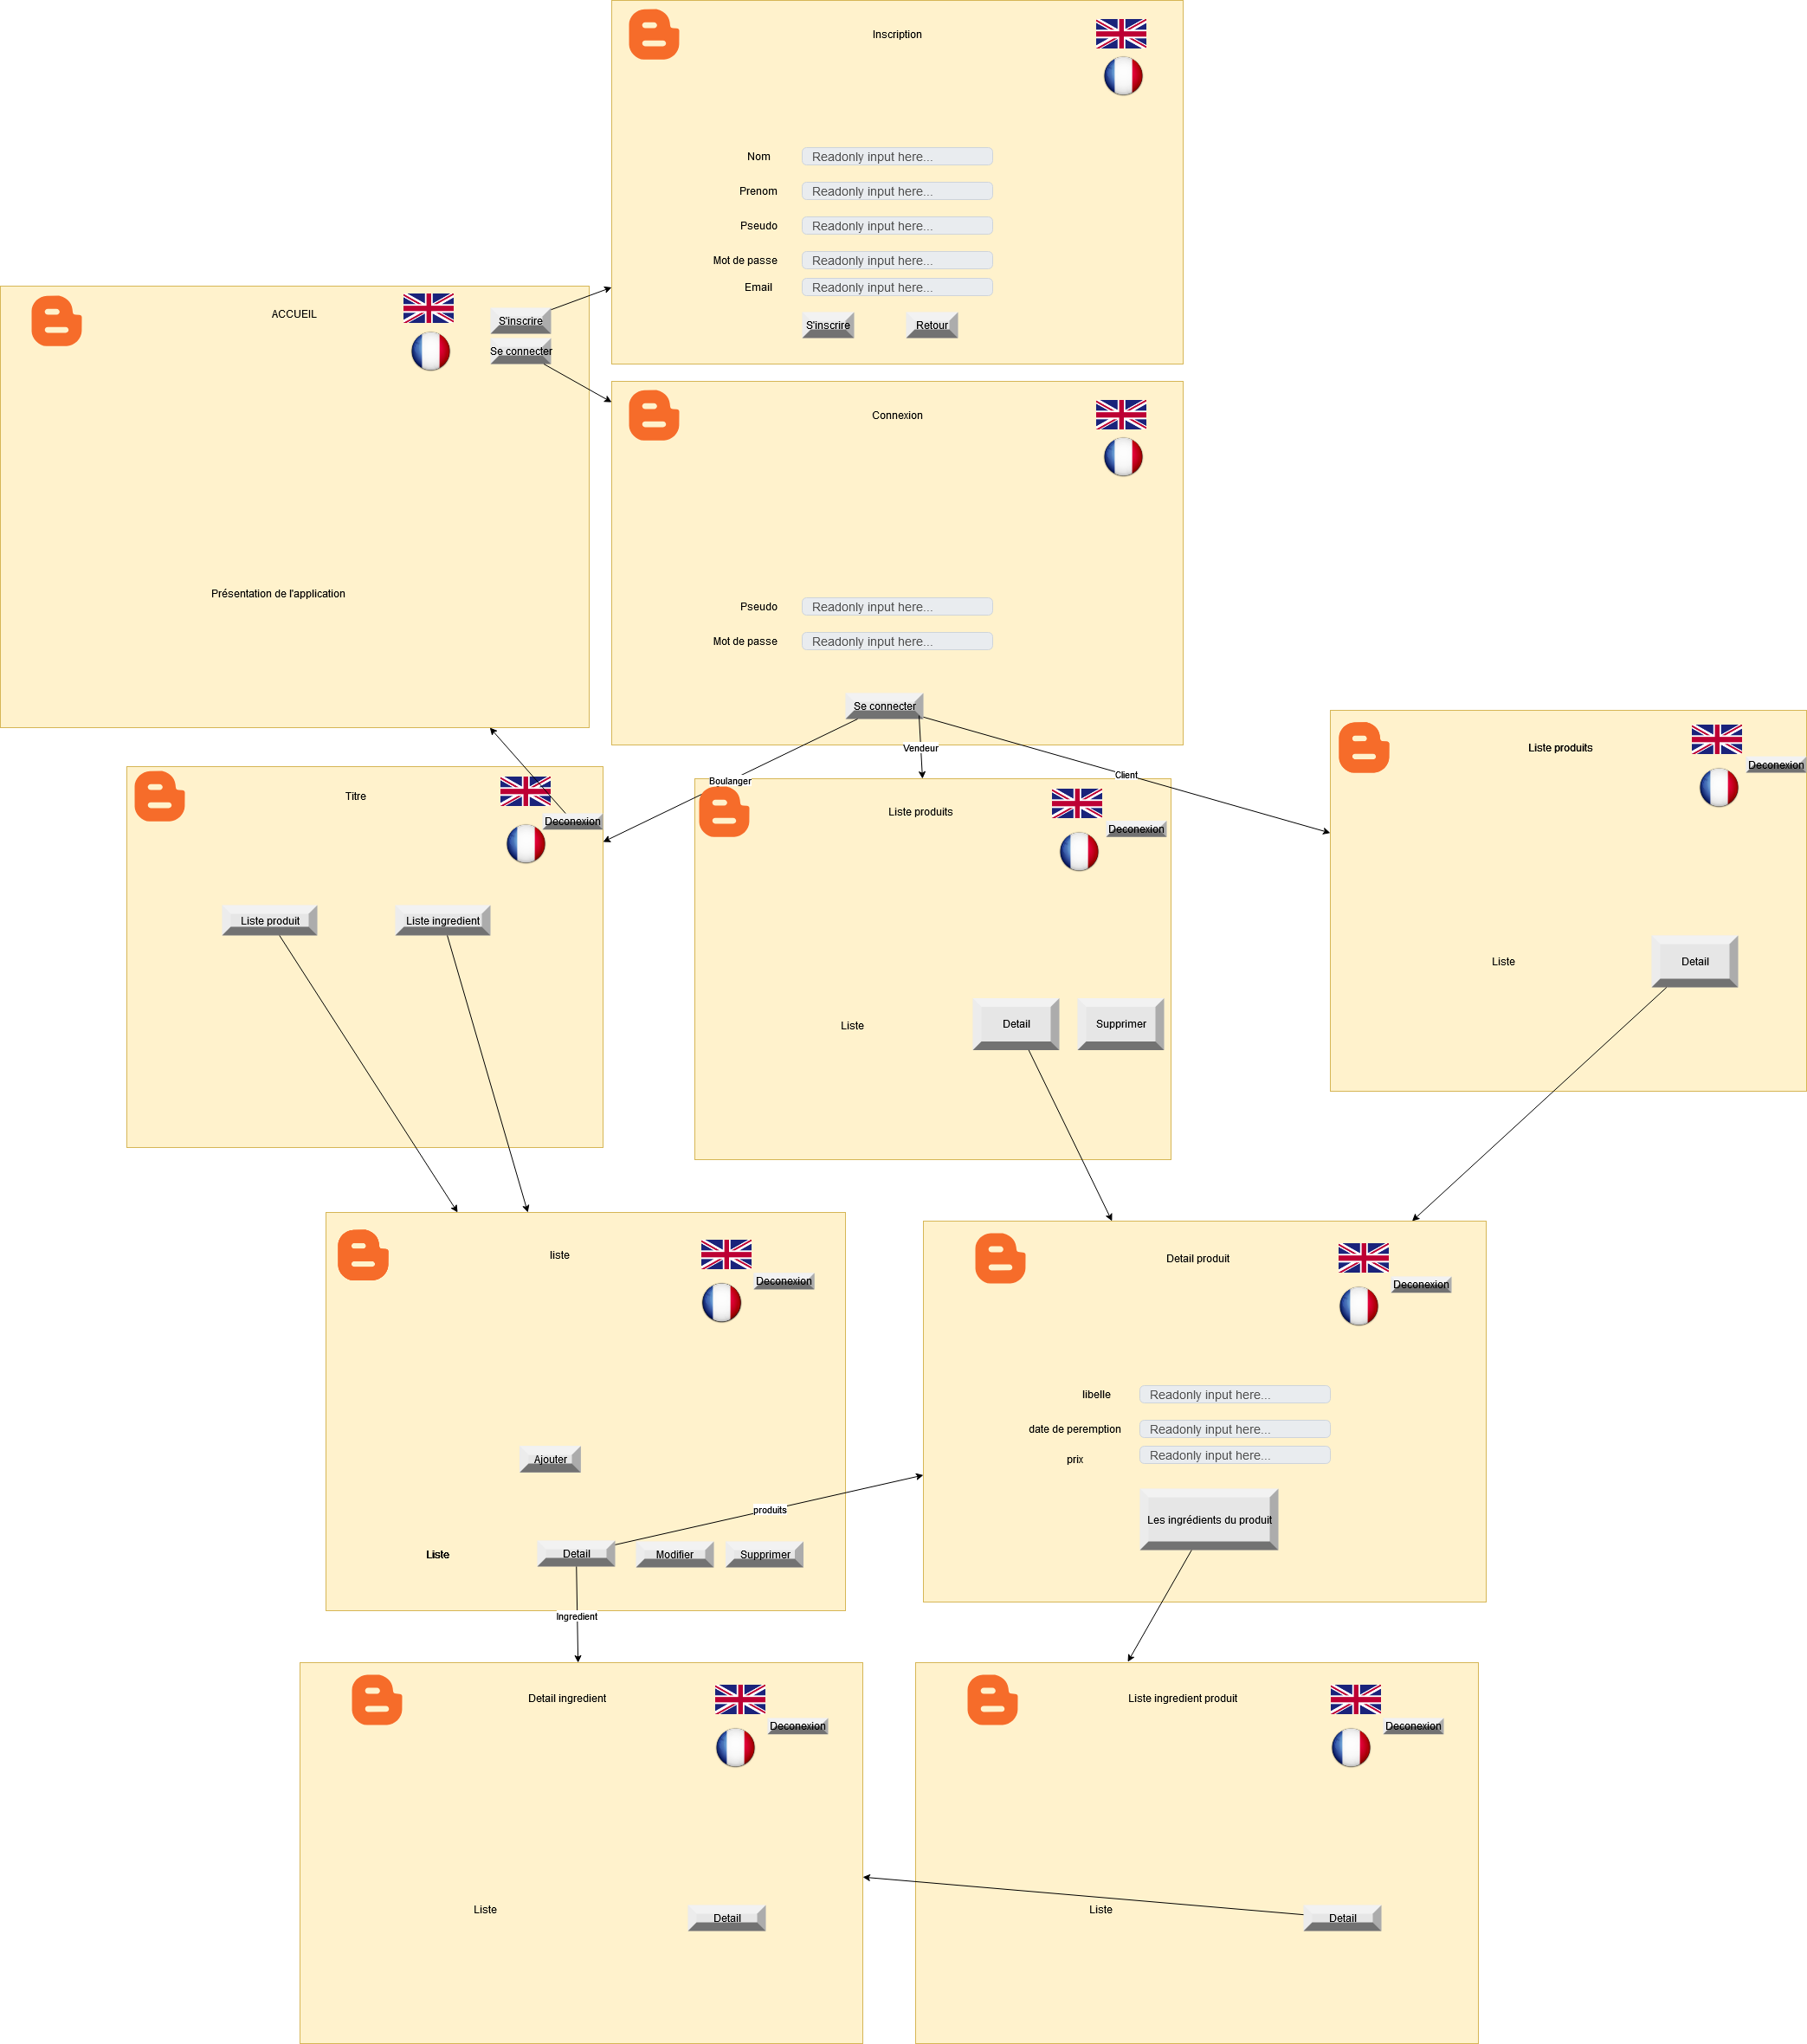 Inscription
Nom
Readonly input here...
Prenom
Readonly input here...
Pseudo
Readonly input here...
Mot de passe
Readonly input here...
Email
Readonly input here...
S'inscrire
Retour
ACCUEIL
S'inscrire
Se connecter
Présentation de l'application
Connexion
Pseudo
Readonly input here...
Mot de passe
Readonly input here...
Se connecter
Boulanger
Vendeur
Client
Titre
Deconexion
Liste produit
Liste ingredient
Liste produits
Deconexion
Liste
Detail
Supprimer
Liste produits
Deconexion
Liste
Detail
liste
Deconexion
Ajouter
Liste
Detail
Modifier
Supprimer
produits
Ingredient
Detail produit
Deconexion
libelle
Readonly input here...
date de peremption
Readonly input here...
prix
Readonly input here...
Les ingrédients du produit
Detail ingredient
Deconexion
Liste
Detail
Liste ingredient produit
Deconexion
Liste
Detail